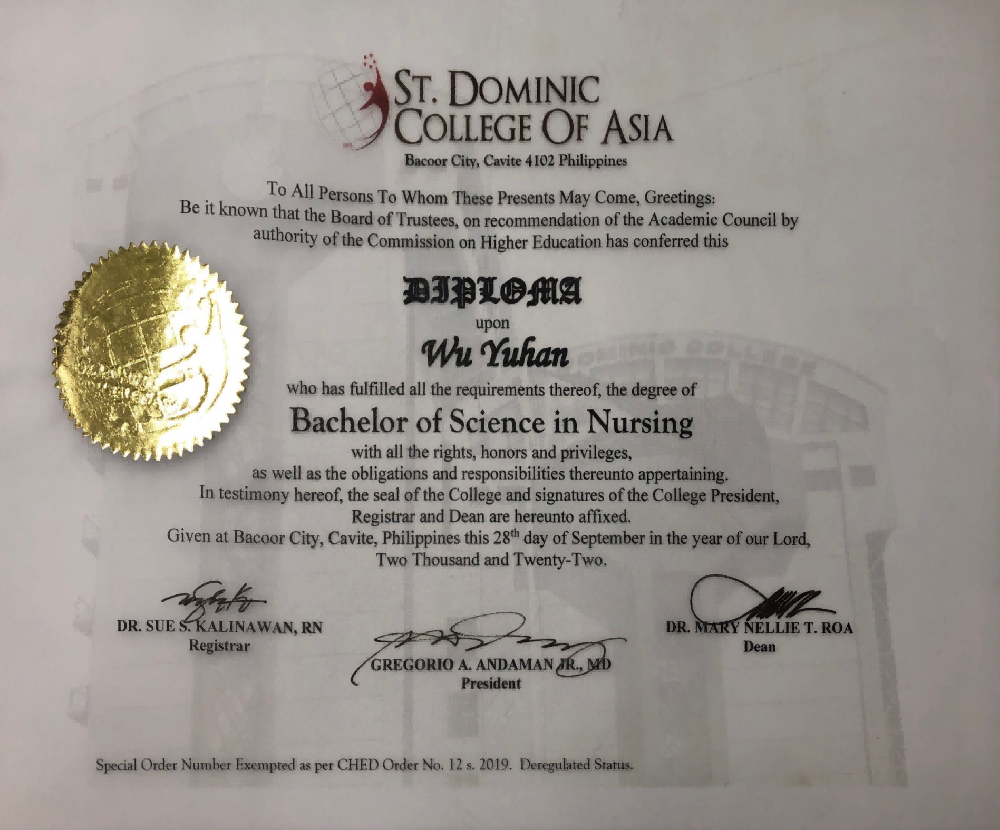 ST. DOMINIC
COLLEGE OF ASIA
Bacoor City, Cavite 4102 Philippines
To All Persons To Whom These Presents May Come, Greetings:
Be it known that the Board of Trustees, on recommendation of the Academic Council by
authority of the Commission on Higher Education has conferred this
DIPLOMA
upon
Wu Yuhan
who has fulfilled all the requirements thereof, the degree of
Bachelor of Science in Nursing
with all the rights, honors and privileges,
as well as the obligations and responsibilities thereunto appertaining.
In testimony hereof, the seal of the College and signatures of the College President,
Registrar and Dean are hereunto affixed.
Given at Bacoor City, Cavite, Philippines this 28th day of September in the year of our Lord,
Two Thousand and Twenty-Two.
DR. SUE S. KALINAWAN, RN
Registrar
DR. MARY NELLIE T. ROA
Dean
GREGORIO A. ANDAMAN JR., MD
President
Special Order Number Exempted as per CHED Order No. 12 s. 2019. Deregulated Status.